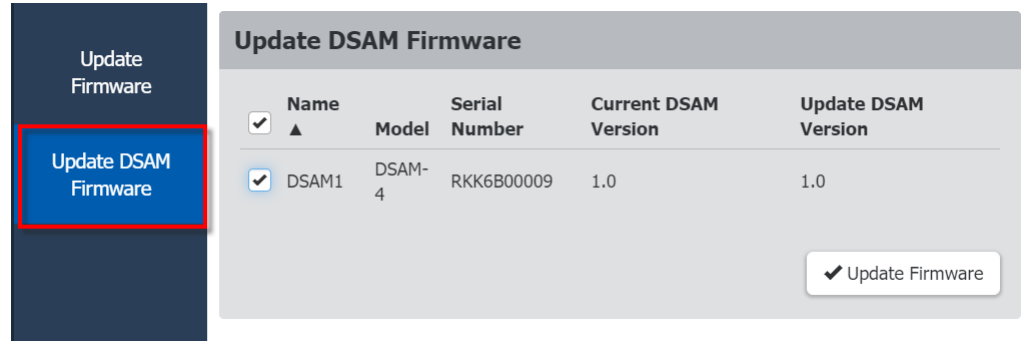 Update
Firmware
Update DSAM
Firmware
Update DSAM Firmware
Name ▲
Model
Serial Number
Current DSAM Version
Update DSAM Version
DSAM1
DSAM-4
RKK6B00009
1.0
1.0
Update Firmware